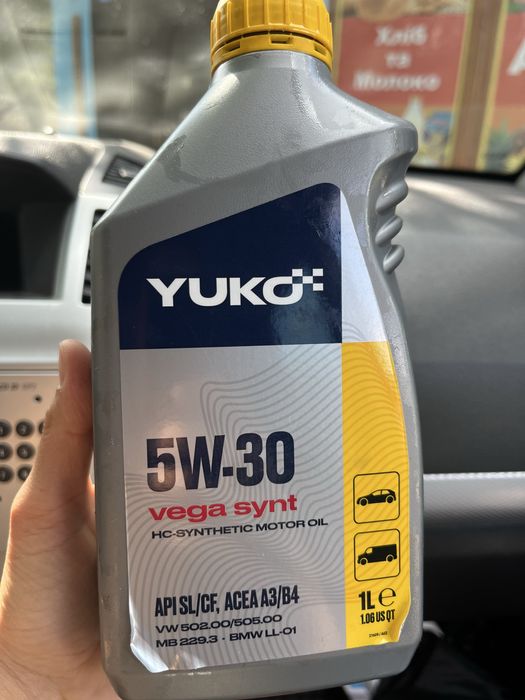 Хліб
та
Молоко
YUKO
5W-30
vega synt
HC-SYNTHETIC MOTOR OIL
API SL/CF, ACEA A3/B4
VW 502.00/505.00
MB 229.3 · BMW LL-01
1L e
1.06 US QT